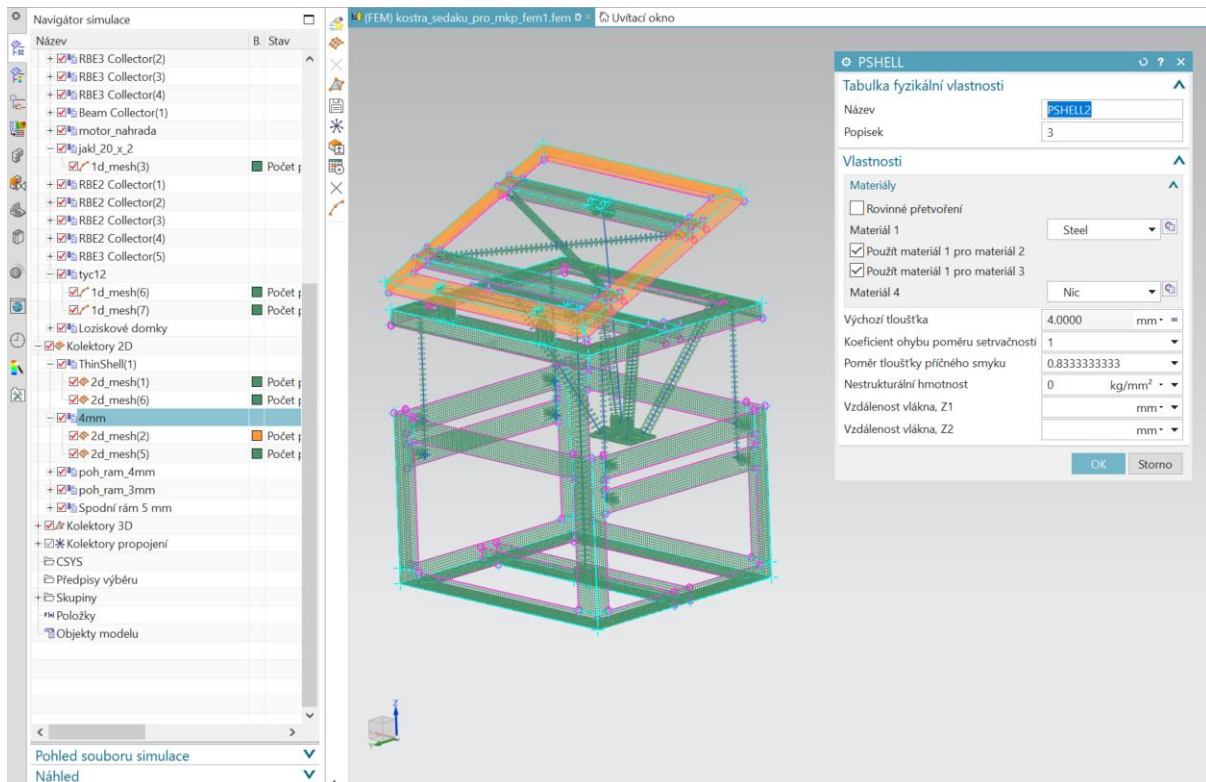 Navigátor simulace
(FEM) kostra_sedaku_pro_mkp_fem1.fem
Uvítací okno
Název B. Stav
RBE3 Collector(2)
RBE3 Collector(3)
RBE3 Collector(4)
Beam Collector(1)
motor_nahrada
jakl_20_x_2
1d_mesh(3) Počet
RBE2 Collector(1)
RBE2 Collector(2)
RBE2 Collector(3)
RBE2 Collector(4)
RBE3 Collector(5)
tyc12
1d_mesh(6) Počet
1d_mesh(7) Počet
Loziskove domky
Kolektory 2D
ThinShell(1)
2d_mesh(1) Počet
2d_mesh(6) Počet
4mm
2d_mesh(2) Počet
2d_mesh(5) Počet
poh_ram_4mm
poh_ram_3mm
Spodní rám 5 mm
Kolektory 3D
Kolektory propojení
CSYS
Předpisy výběru
Skupiny
Položky
Objekty modelu
Pohled souboru simulace
Náhled
PSHELL
Tabulka fyzikální vlastnosti
Název PSHELL2
Popisek 3
Vlastnosti
Materiály
Rovinné přetvoření
Materiál 1 Steel
Použít materiál 1 pro materiál 2
Použít materiál 1 pro materiál 3
Materiál 4 Nic
Výchozí tloušťka 4.0000 mm =
Koeficient ohybu poměru setrvačností 1
Poměr tloušťky příčného smyku 0.8333333333
Nestrukturální hmotnost 0 kg/mm²
Vzdálenost vlákna, Z1 mm
Vzdálenost vlákna, Z2 mm
OK Storno
Z
Y